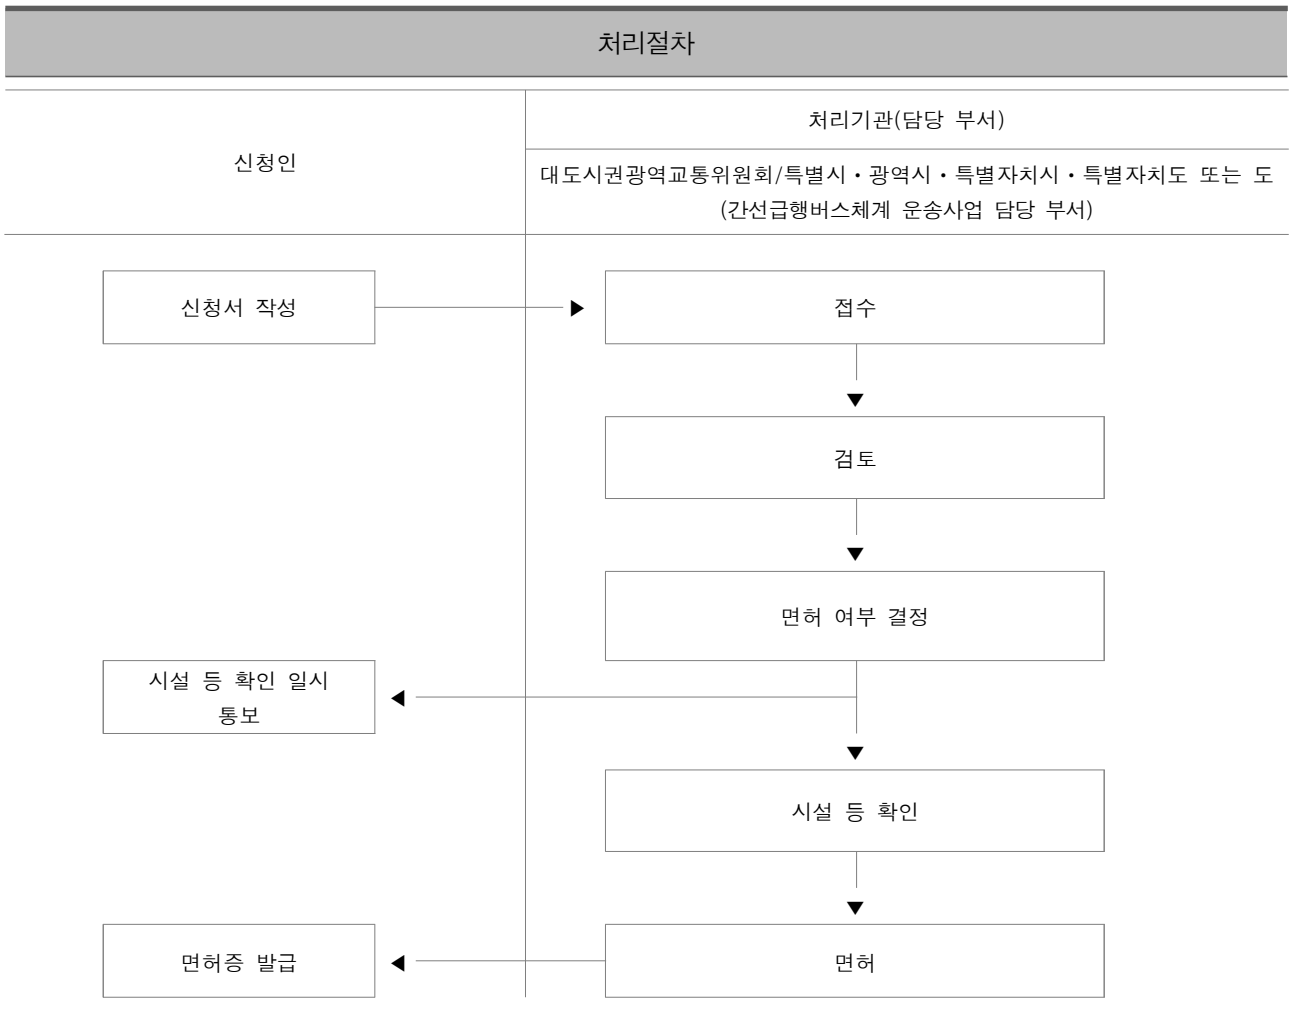 처리절차
신청인
처리기관(담당 부서)
대도시권광역교통위원회/특별시・광역시・특별자치시・특별자치도 또는 도
(간선급행버스체계 운송사업 담당 부서)
신청서 작성
접수
검토
면허 여부 결정
시설 등 확인 일시
통보
시설 등 확인
면허증 발급
면허